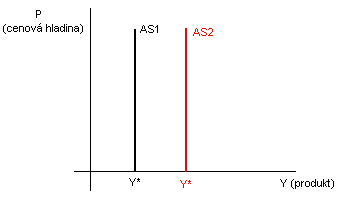 P
(cenová hladina)
AS1
AS2
Y*
Y*
Y (produkt)